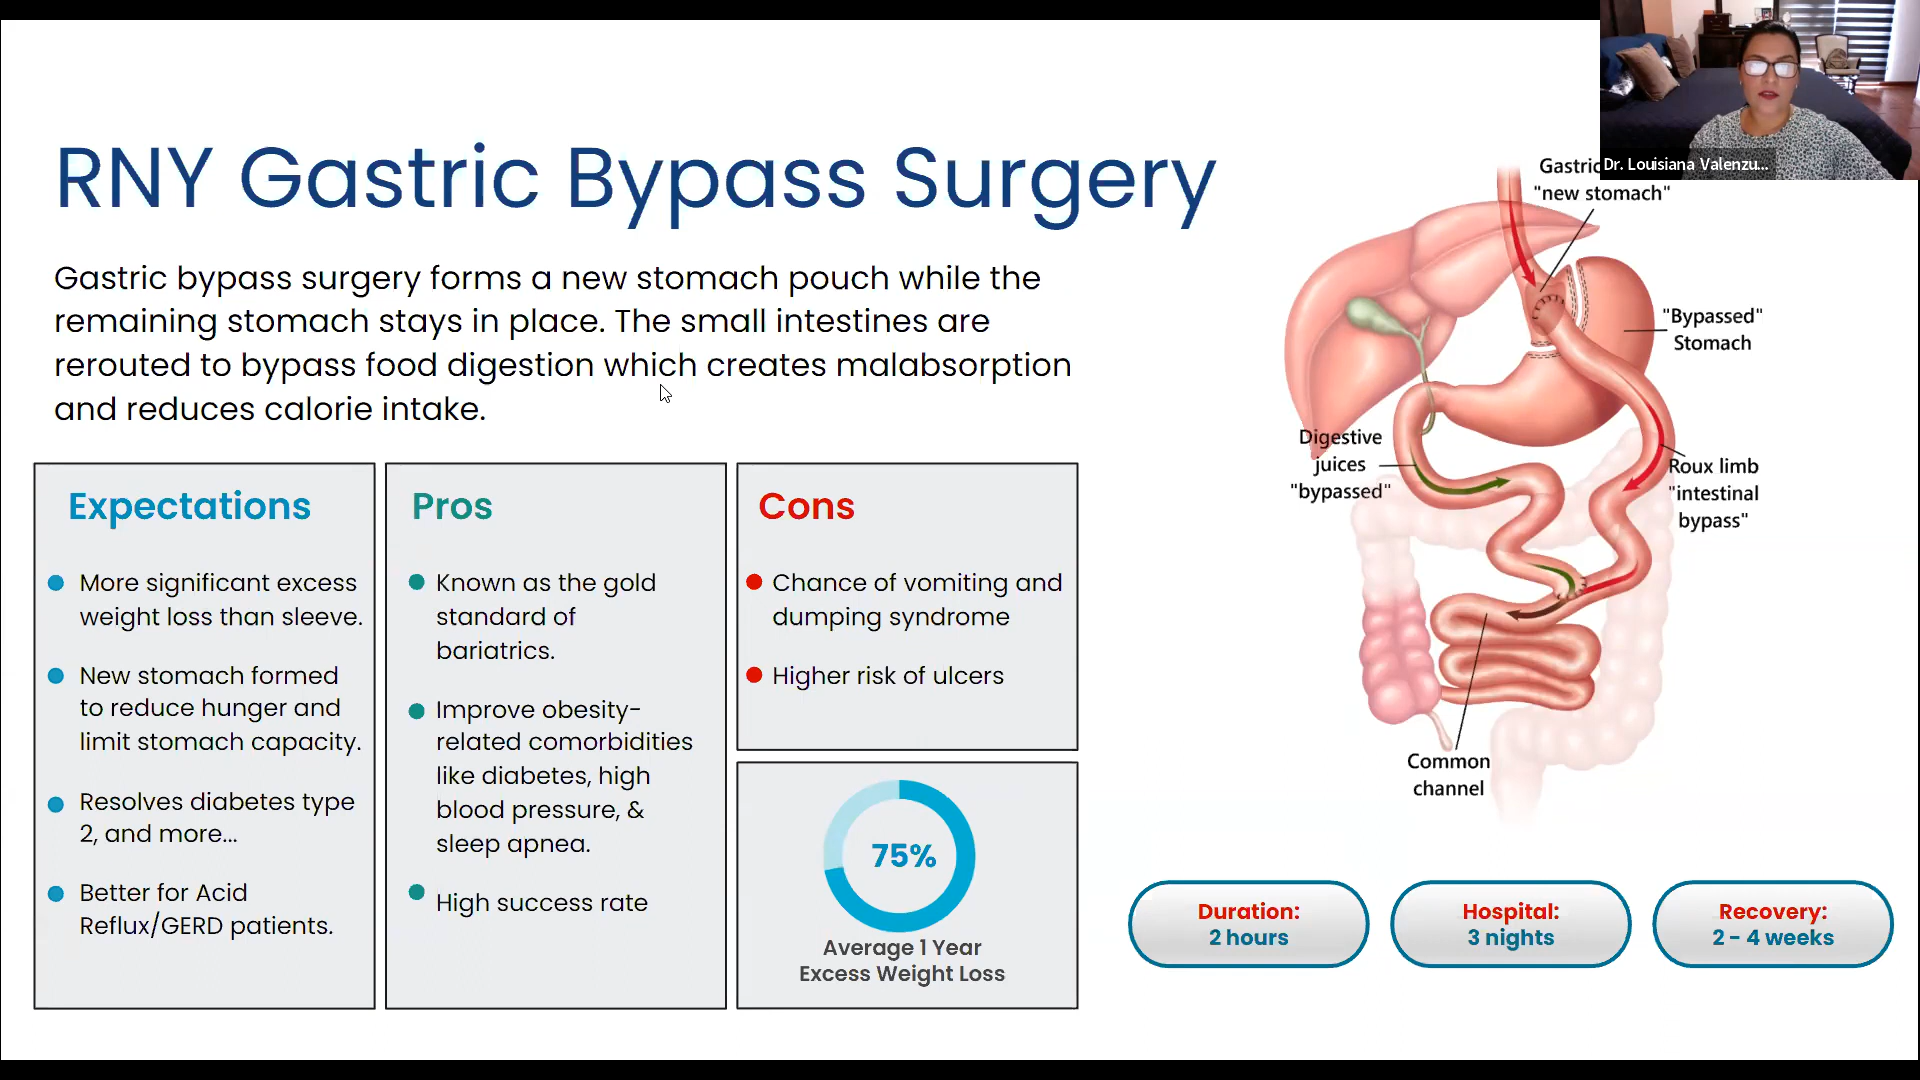 RNY Gastric Bypass Surgery
Gastric bypass surgery forms a new stomach pouch while the
remaining stomach stays in place. The small intestines are
rerouted to bypass food digestion which creates malabsorption
and reduces calorie intake.
Expectations
More significant excess
weight loss than sleeve.
New stomach formed
to reduce hunger and
limit stomach capacity.
Resolves diabetes type
2, and more...
Better for Acid
Reflux/GERD patients.
Pros
Known as the gold
standard of
bariatrics.
Improve obesity-
related comorbidities
like diabetes, high
blood pressure, &
sleep apnea.
High success rate
Cons
Chance of vomiting and
dumping syndrome
Higher risk of ulcers
75%
Average 1 Year
Excess Weight Loss
Dr. Louisiana Valenzu...
Gastric
"new stomach"
"Bypassed"
Stomach
Digestive
juices
"bypassed"
Roux limb
"intestinal
bypass"
Common
channel
Duration:
2 hours
Hospital:
3 nights
Recovery:
2 - 4 weeks